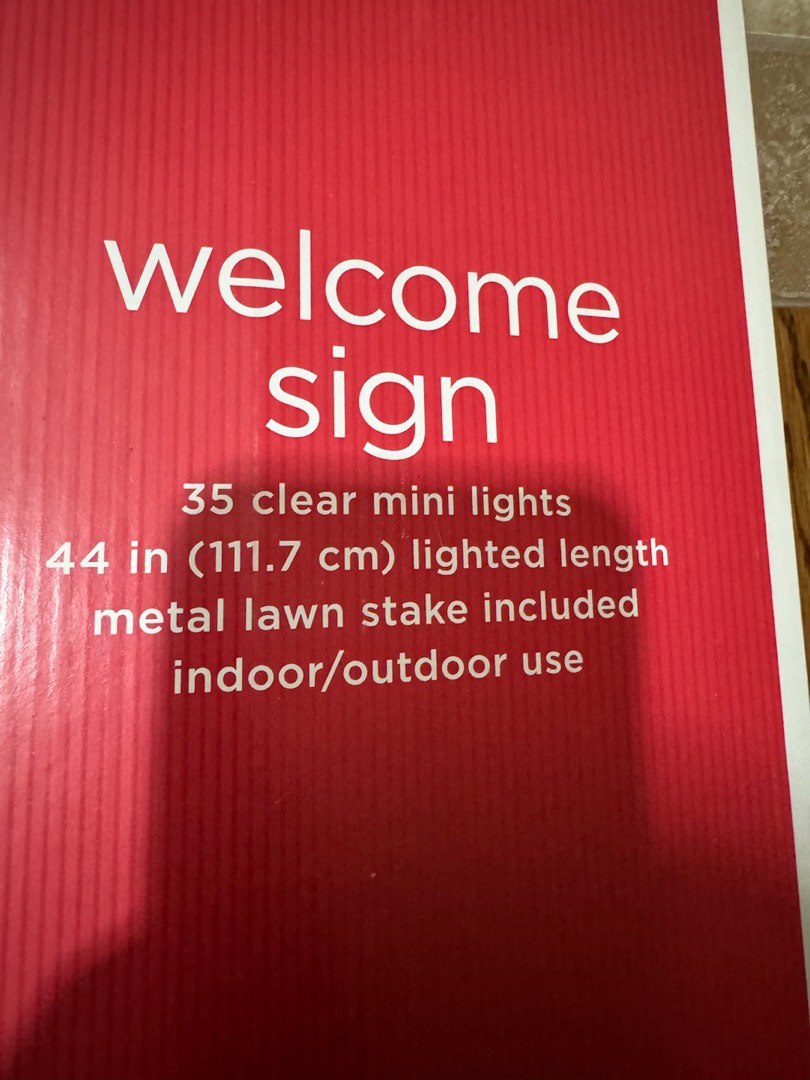 welcome
sign
35 clear mini lights
44 in (111.7 cm) lighted length
metal lawn stake included
indoor/outdoor use